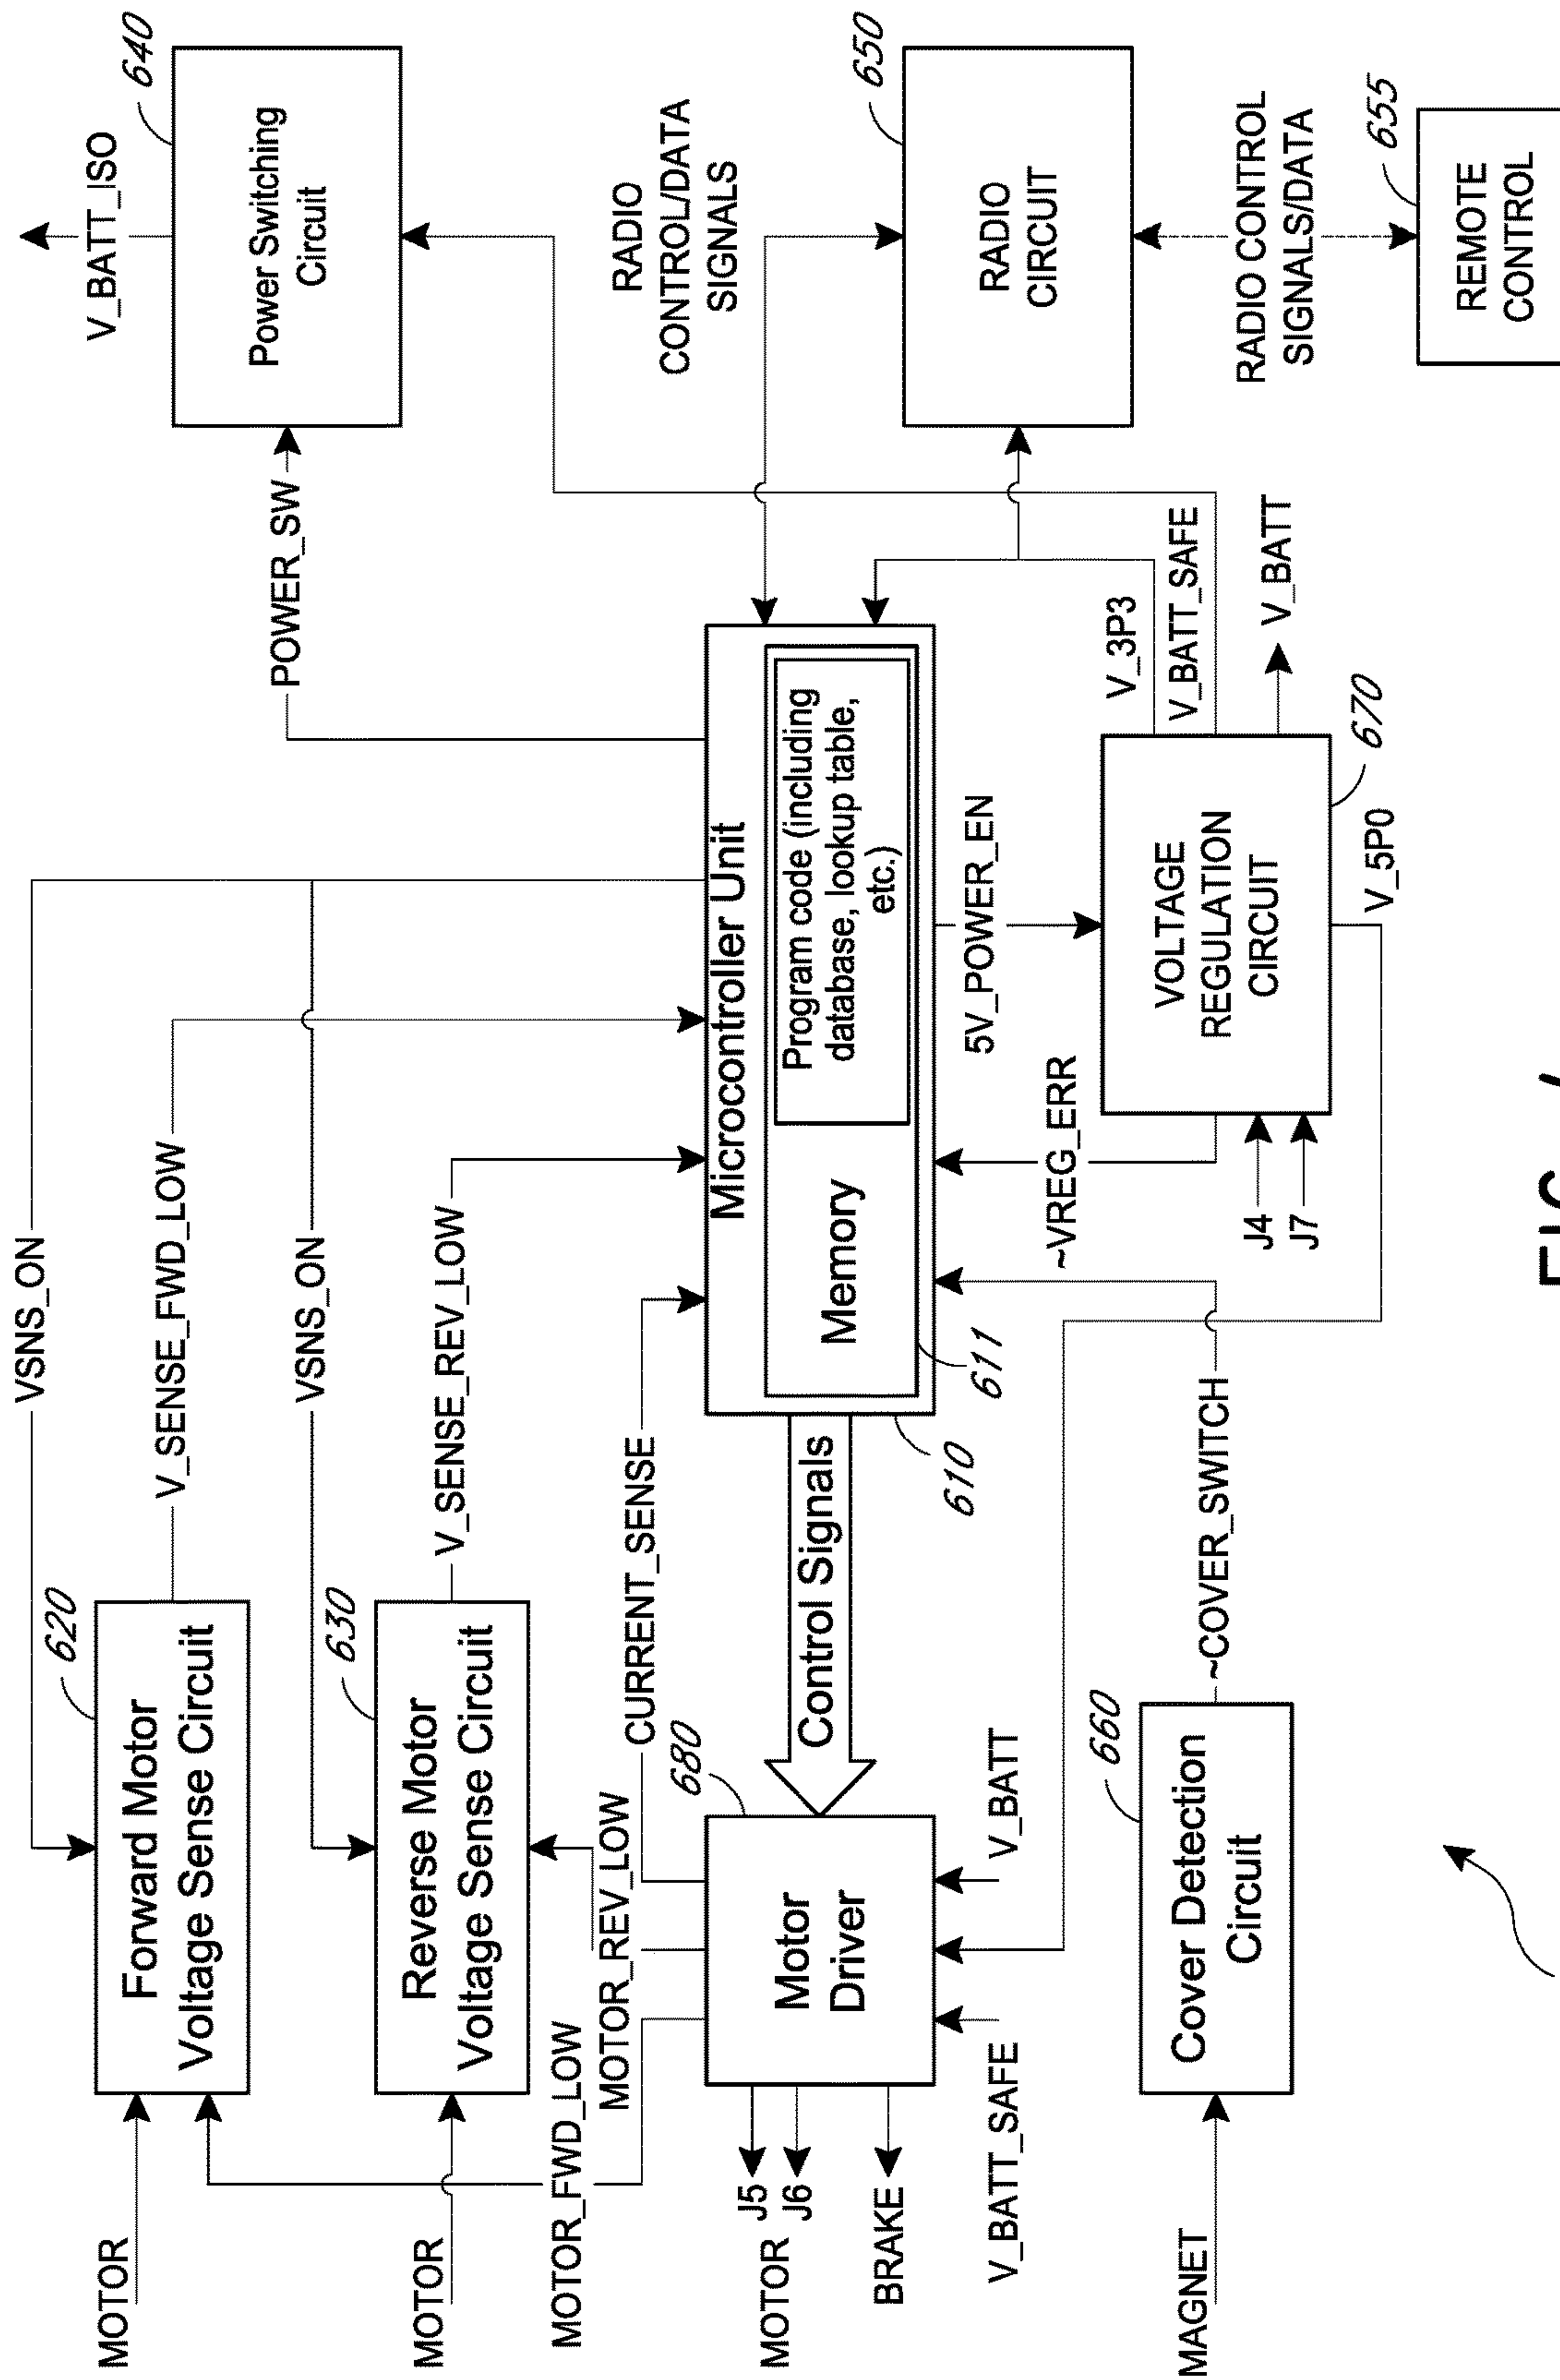 VSNS_ON
V_SENSE_FWD_LOW
VSNS_ON
V_SENSE_REV_LOW
V_BATT_ISO
640
Power Switching
Circuit
POWER_SW
620
Forward Motor
Voltage Sense Circuit
MOTOR
630
Reverse Motor
Voltage Sense Circuit
MOTOR
MOTOR_FWD_LOW
MOTOR_REV_LOW
CURRENT_SENSE
RADIO
CONTROL/DATA
SIGNALS
680
Motor
Driver
MOTOR
J5
J6
BRAKE
V_BATT_SAFE
V_BATT
Control Signals
Microcontroller Unit
Memory
Program code (including
database, lookup table,
etc.)
610
611
650
RADIO
CIRCUIT
RADIO CONTROL
SIGNALS/DATA
655
REMOTE
CONTROL
~VREG_ERR
5V_POWER_EN
V_3P3
V_BATT_SAFE
V_BATT
VOLTAGE
REGULATION
CIRCUIT
670
J4
J7
V_5P0
MAGNET
660
Cover Detection
Circuit
~COVER_SWITCH